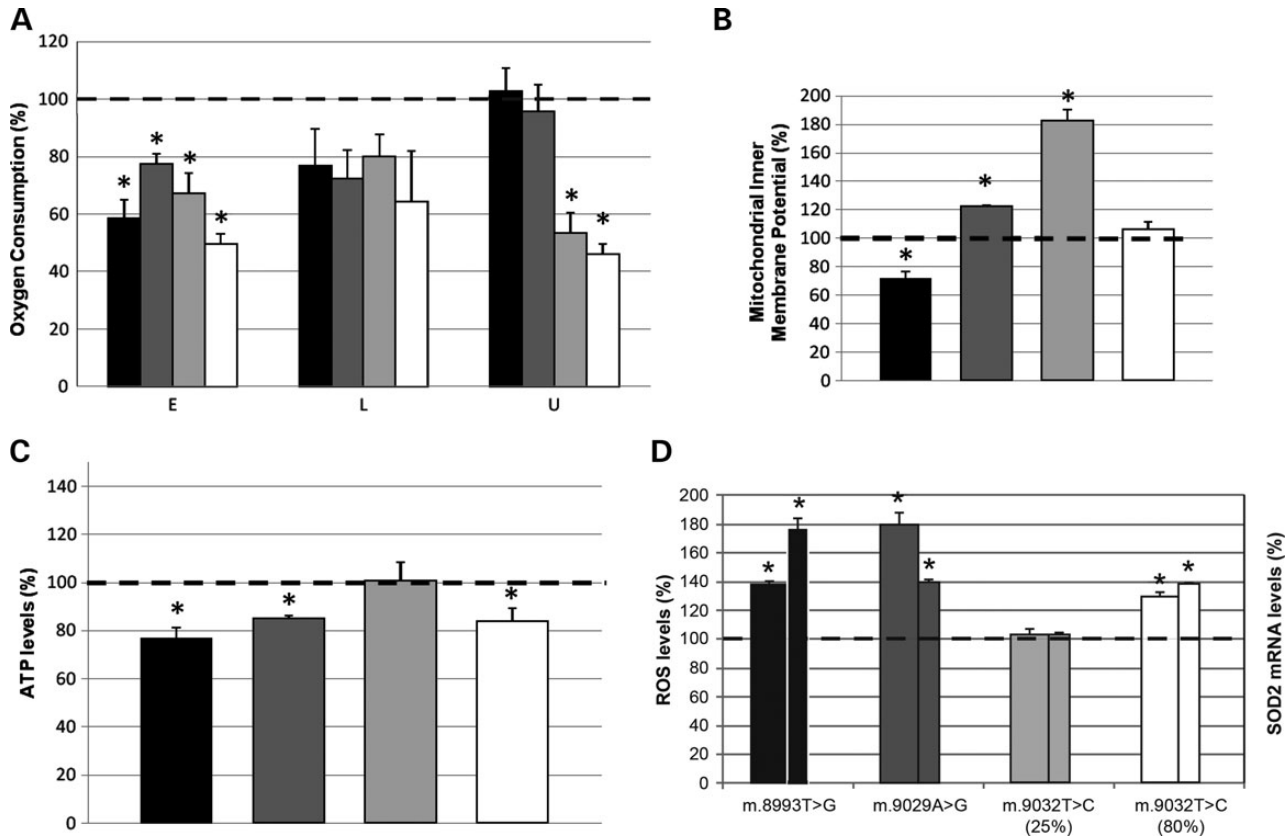 A
Oxygen Consumption (%)
120
100
80
60
40
20
0
* * * *
* *
E L U
B
Mitochondrial Inner
Membrane Potential (%)
200
180
160
140
120
100
80
60
40
20
0
* * *
C
ATP levels (%)
140
120
100
80
60
40
20
0
* * *
D
ROS levels (%)
200
180
160
140
120
100
80
60
40
20
0
* * * * * *
m.8993T>G m.9029A>G m.9032T>C m.9032T>C
(25%) (80%)
SOD2 mRNA levels (%)